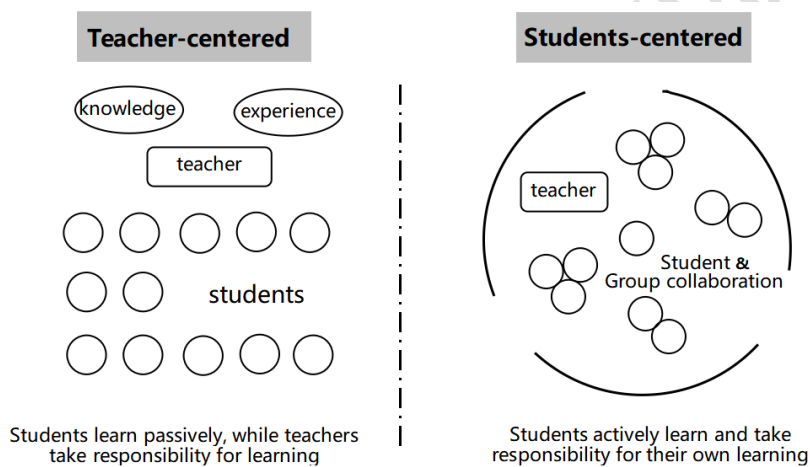 Teacher-centered
knowledge
experience
teacher
students
Students learn passively, while teachers
take responsibility for learning
Students-centered
teacher
Student &
Group collaboration
Students actively learn and take
responsibility for their own learning